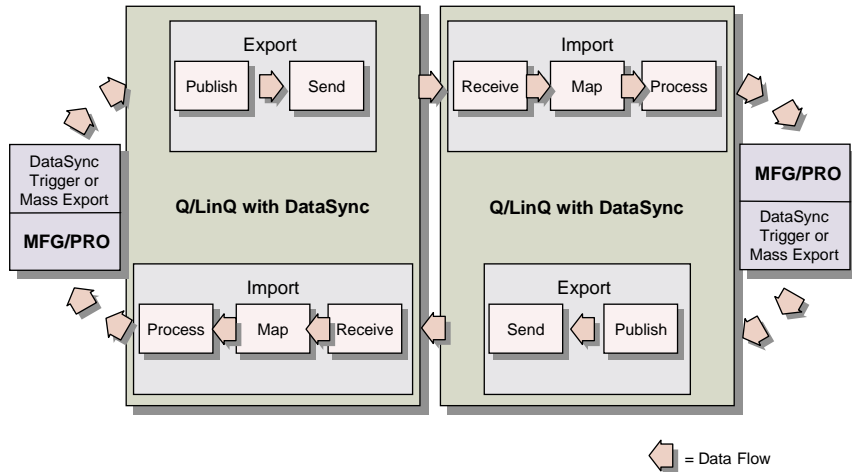 Export
Publish
Send
Import
Receive
Map
Process
DataSync
Trigger or
Mass Export
MFG/PRO
Q/LinQ with DataSync
Q/LinQ with DataSync
MFG/PRO
DataSync
Trigger or
Mass Export
Import
Process
Map
Receive
Export
Send
Publish
= Data Flow